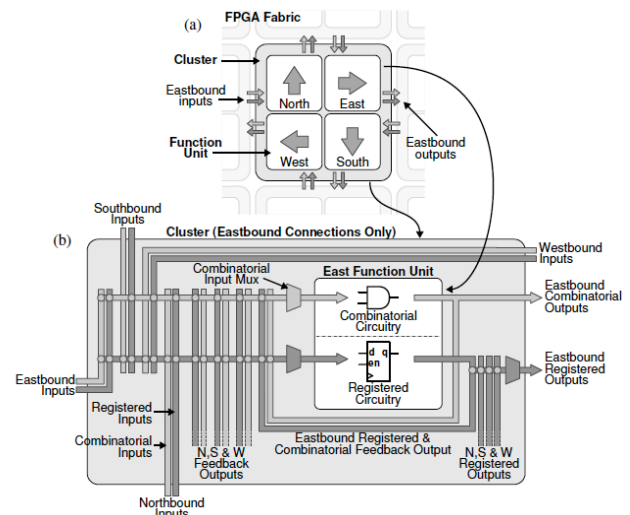 (a)
FPGA Fabric
Cluster
Eastbound
inputs
North
East
Function
Unit
West
South
Eastbound
outputs
Southbound
Inputs
(b)
Cluster (Eastbound Connections Only)
Westbound
Inputs
Combinatorial
Input Mux
East Function Unit
Eastbound
Combinatorial
Outputs
Combinatorial
Circuitry
d q
en
>
Registered
Circuitry
Eastbound
Registered
Outputs
Eastbound
Inputs
Registered
Inputs
Combinatorial
Inputs
N,S & W
Feedback
Outputs
Eastbound Registered &
Combinatorial Feedback Output
N,S & W
Registered
Outputs
Northbound
Inputs